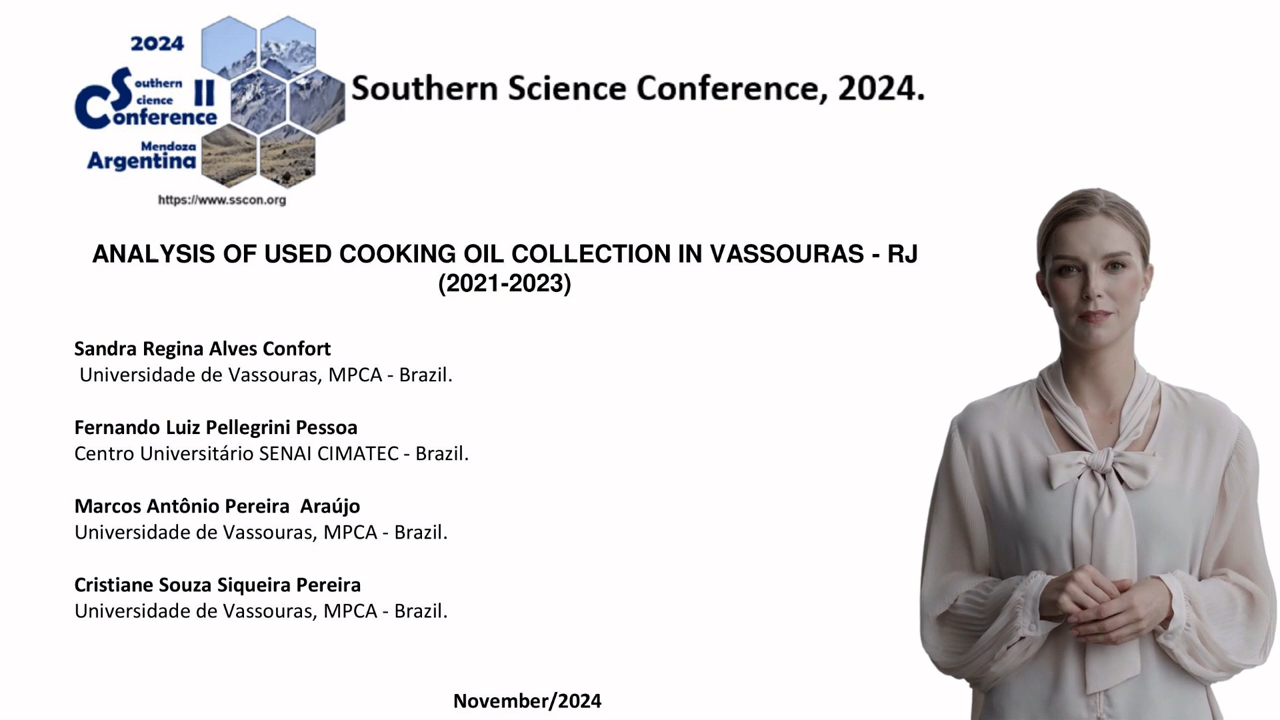 2024
Southern
Science
Conference II
Mendoza
Argentina
https://www.sscon.org
Southern Science Conference, 2024.
ANALYSIS OF USED COOKING OIL COLLECTION IN VASSOURAS - RJ
(2021-2023)
Sandra Regina Alves Confort
Universidade de Vassouras, MPCA - Brazil.
Fernando Luiz Pellegrini Pessoa
Centro Universitário SENAI CIMATEC - Brazil.
Marcos Antônio Pereira Araújo
Universidade de Vassouras, MPCA - Brazil.
Cristiane Souza Siqueira Pereira
Universidade de Vassouras, MPCA - Brazil.
November/2024